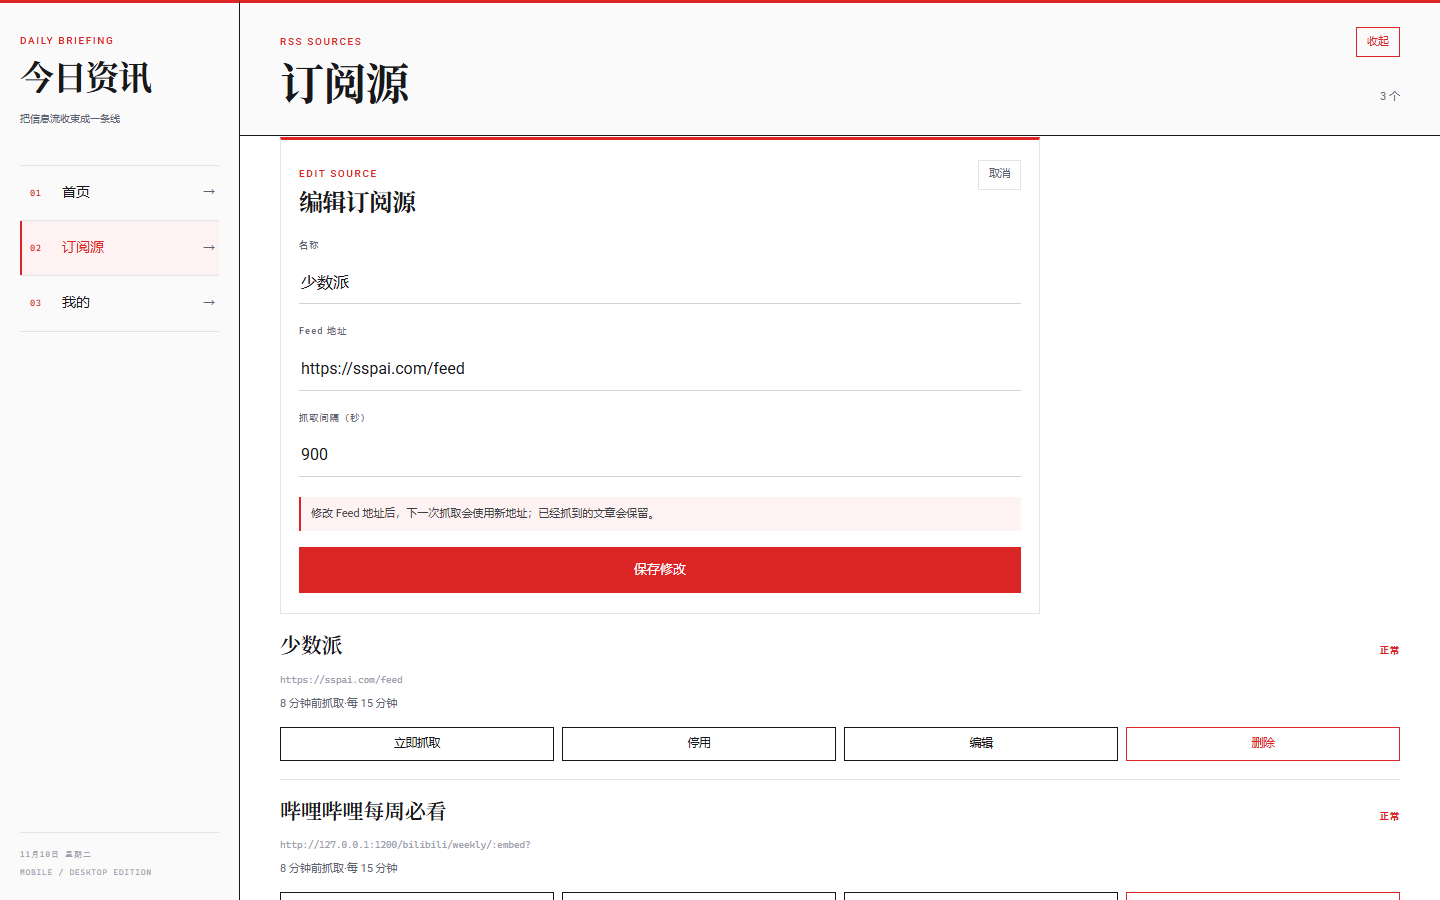 DAILY BRIEFING
今日资讯
把信息流收束成一条线
01 首页 →
02 订阅源 →
03 我的 →
11月10日 星期二
MOBILE / DESKTOP EDITION
RSS SOURCES
订阅源
收起
3 个
EDIT SOURCE
编辑订阅源
取消
名称
少数派
Feed 地址
https://sspai.com/feed
抓取间隔（秒）
900
修改 Feed 地址后，下一次抓取会使用新地址；已经抓到的文章会保留。
保存修改
少数派
正常
https://sspai.com/feed
8 分钟前抓取·每 15 分钟
立即抓取 停用 编辑 删除
哔哩哔哩每周必看
正常
http://127.0.0.1:1200/bilibili/weekly/:embed?
8 分钟前抓取·每 15 分钟